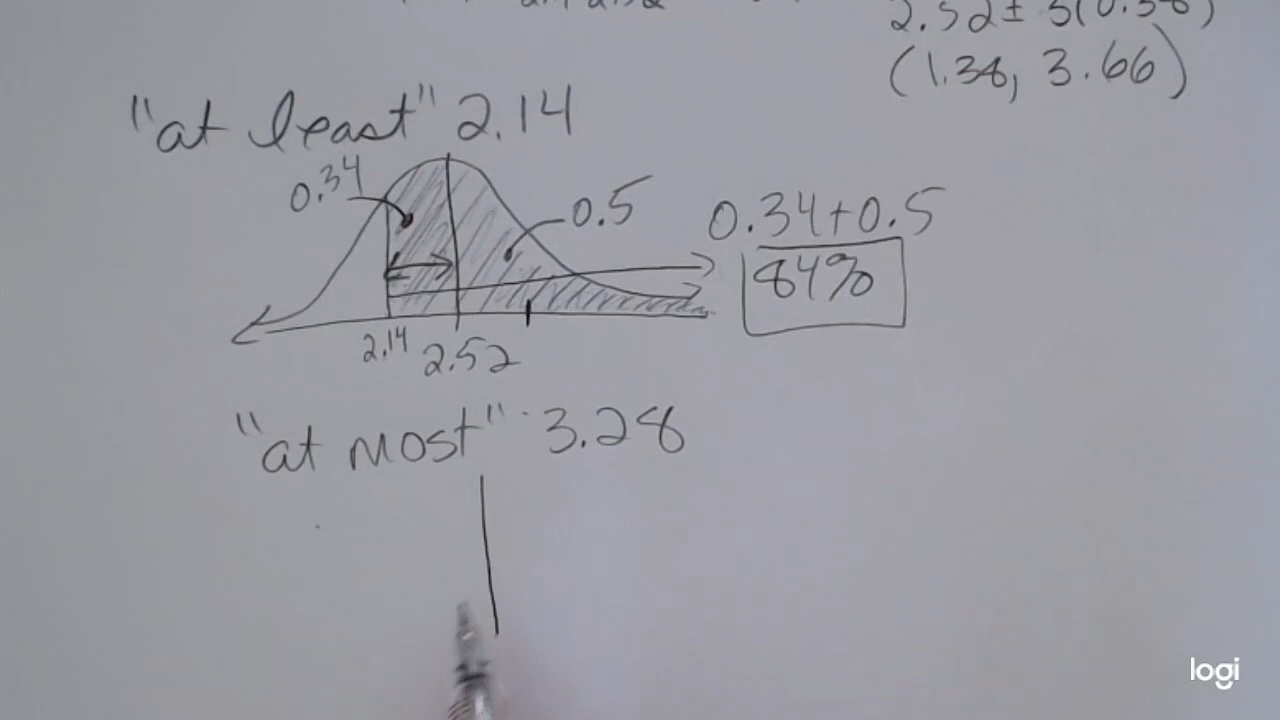 2.52± 3(0.38)
(1.38, 3.66)
"at least" 2.14
0.34
0.5
0.34+0.5
84%
2.14
2.52
"at most" 3.28
logi